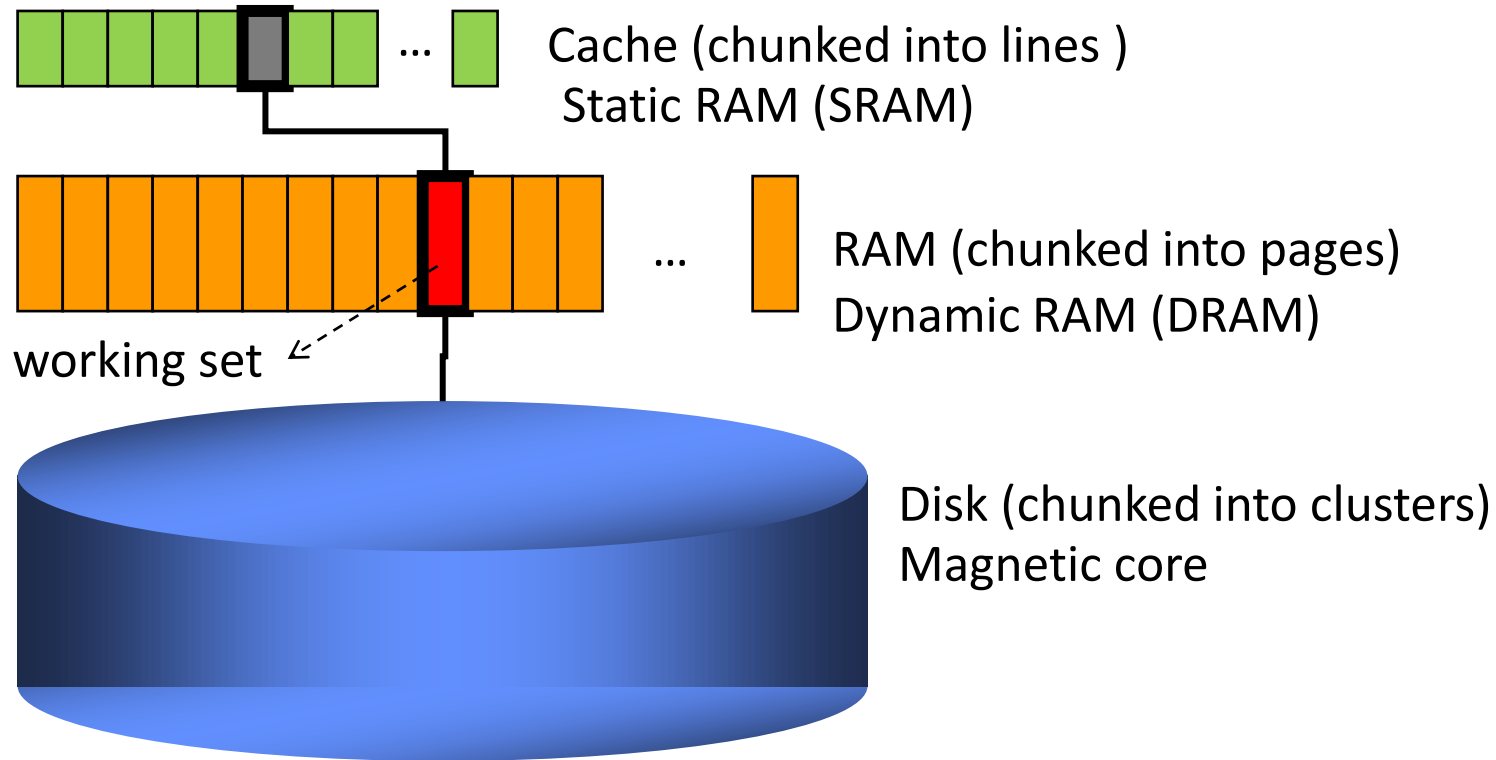 ... Cache (chunked into lines )
Static RAM (SRAM)
... RAM (chunked into pages)
Dynamic RAM (DRAM)
working set
Disk (chunked into clusters)
Magnetic core